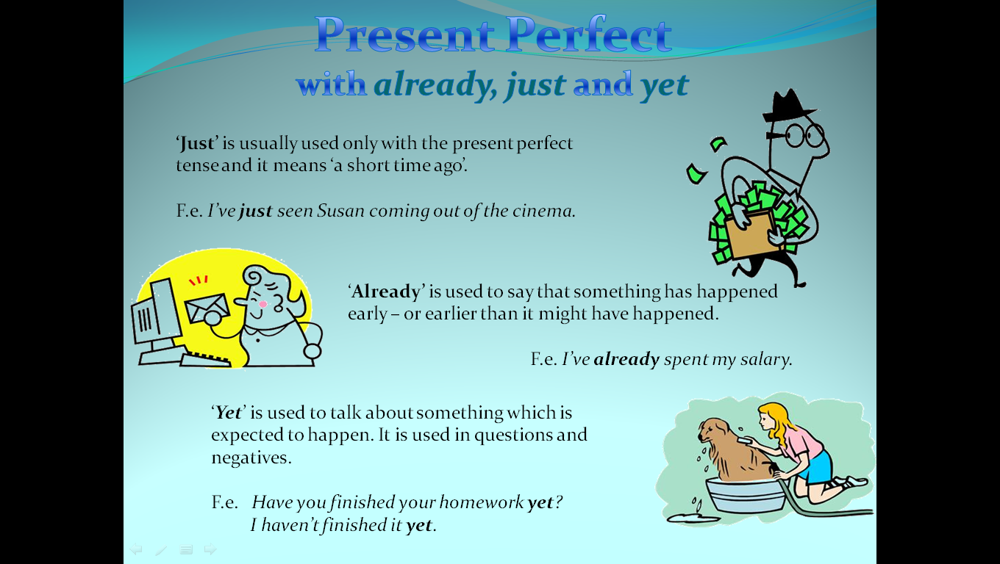 Present Perfect
with already, just and yet
‘Just’ is usually used only with the present perfect
tense and it means ‘a short time ago’.
F.e. I’ve just seen Susan coming out of the cinema.
‘Already’ is used to say that something has happened
early – or earlier than it might have happened.
F.e. I’ve already spent my salary.
‘Yet’ is used to talk about something which is
expected to happen. It is used in questions and
negatives.
F.e. Have you finished your homework yet?
I haven’t finished it yet.